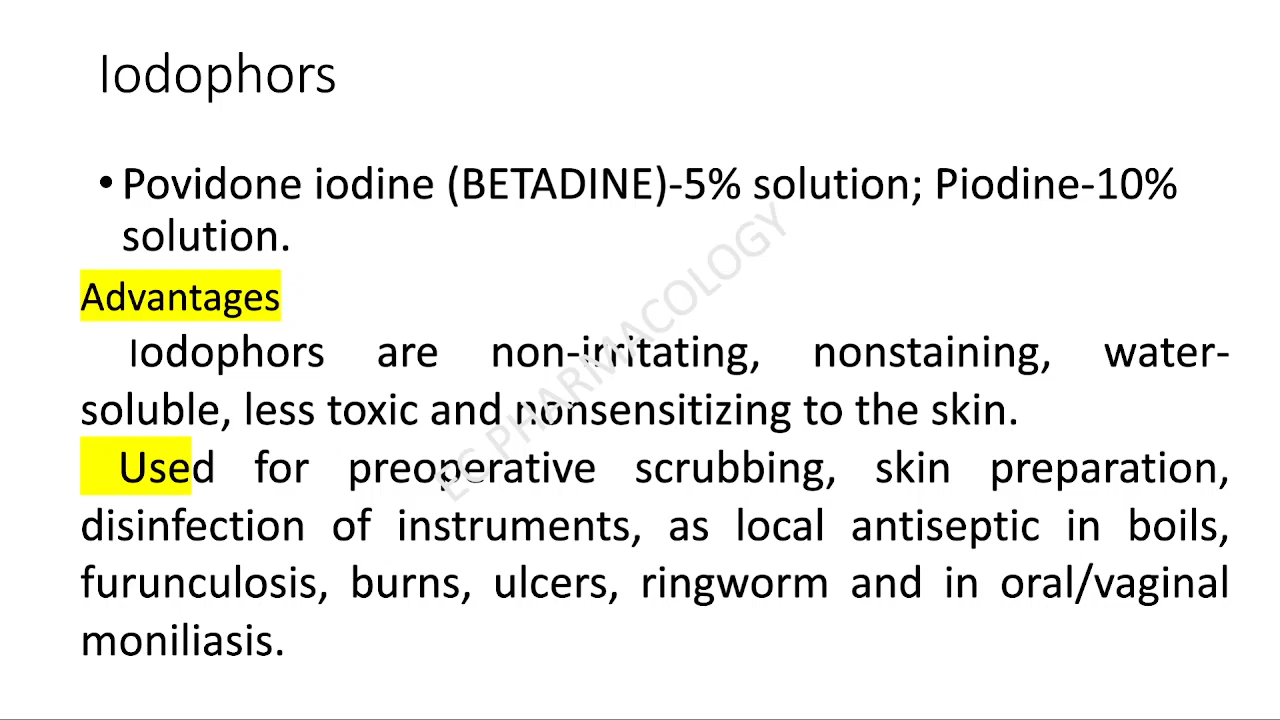 Iodophors
• Povidone iodine (BETADINE)-5% solution; Piodine-10%
solution.
Advantages
Iodophors are non-irritating, nonstaining, water-
soluble, less toxic and nonsensitizing to the skin.
Used for preoperative scrubbing, skin preparation,
disinfection of instruments, as local antiseptic in boils,
furunculosis, burns, ulcers, ringworm and in oral/vaginal
moniliasis.
PHARMACOLOGY